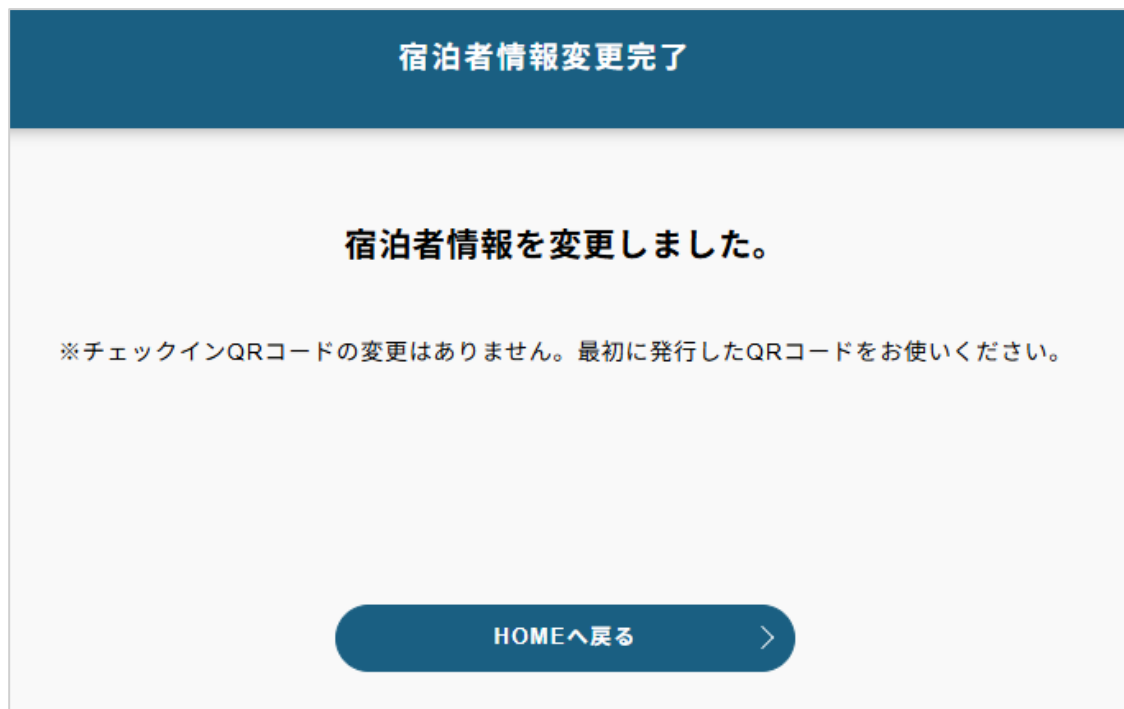 宿泊者情報変更完了
宿泊者情報を変更しました。
※チェックインQRコードの変更はありません。最初に発行したQRコードをお使いください。
HOMEへ戻る